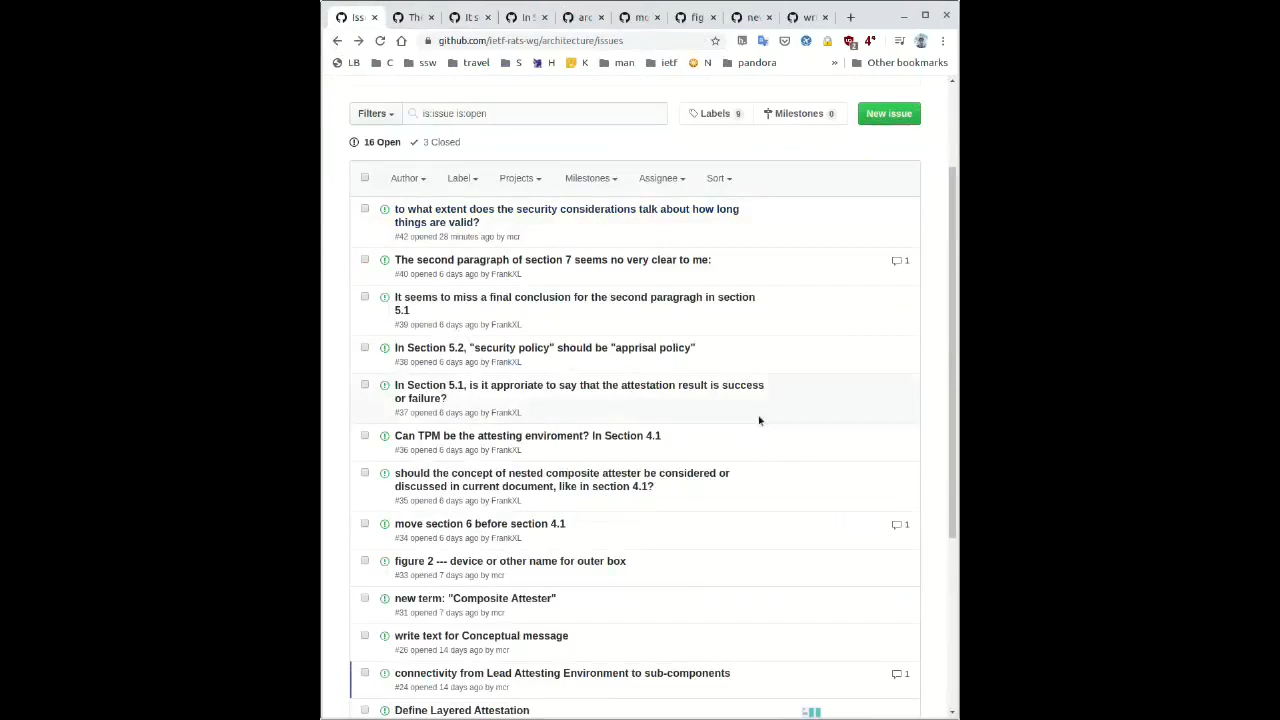 Iss
The
It s
In S
arc
mo
fig
nev
wri
github.com/ietf-rats-wg/architecture/issues
2
4°
LB
C
ssw
travel
S
H
K
man
ietf
N
pandora
»
Other bookmarks
Filters
is:issue is:open
Labels 9
Milestones 0
New issue
16 Open
3 Closed
Author
Label
Projects
Milestones
Assignee
Sort
to what extent does the security considerations talk about how long
things are valid?
#42 opened 28 minutes ago by mcr
The second paragraph of section 7 seems no very clear to me:
1
#40 opened 6 days ago by FrankXL
It seems to miss a final conclusion for the second paragragh in section
5.1
#39 opened 6 days ago by FrankXL
In Section 5.2, "security policy" should be "apprisal policy"
#38 opened 6 days ago by FrankXL
In Section 5.1, is it approriate to say that the attestation result is success
or failure?
#37 opened 6 days ago by FrankXL
Can TPM be the attesting enviroment? In Section 4.1
#36 opened 6 days ago by FrankXL
should the concept of nested composite attester be considered or
discussed in current document, like in section 4.1?
#35 opened 6 days ago by FrankXL
move section 6 before section 4.1
1
#34 opened 6 days ago by FrankXL
figure 2 --- device or other name for outer box
#33 opened 7 days ago by mcr
new term: "Composite Attester"
#31 opened 7 days ago by mcr
write text for Conceptual message
#26 opened 14 days ago by mcr
connectivity from Lead Attesting Environment to sub-components
1
#24 opened 14 days ago by mcr
Define Layered Attestation